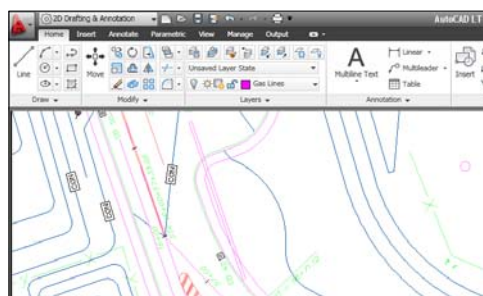 2D Drafting & Annotation
AutoCAD LT
Home Insert Annotate Parametric View Manage Output
Line
Move
Unsaved Layer State
Gas Lines
Multiline Text
Linear
Multileader
Table
Insert
Draw Modify Layers Annotation